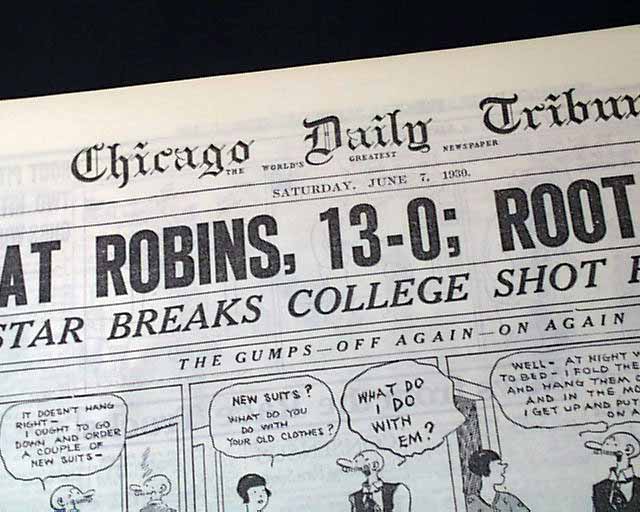 Chicago Daily Tribun
THE WORLD'S GREATEST NEWSPAPER
SATURDAY, JUNE 7, 1930.
AT ROBINS, 13-0; ROOT
STAR BREAKS COLLEGE SHOT
THE GUMPS—OFF AGAIN—ON AGAIN
IT DOESN'T HANG
RIGHT—
I OUGHT TO GO
DOWN AND ORDER
A COUPLE OF
NEW SUITS—
NEW SUITS?
WHAT DO YOU
DO WITH
YOUR OLD CLOTHES?
WHAT DO
I DO
WITH
EM?
WELL— AT NIGHT W
TO BED— I FOLD THE
AND HANG THEM
AND IN THE M
I GET UP AND PUT
ON